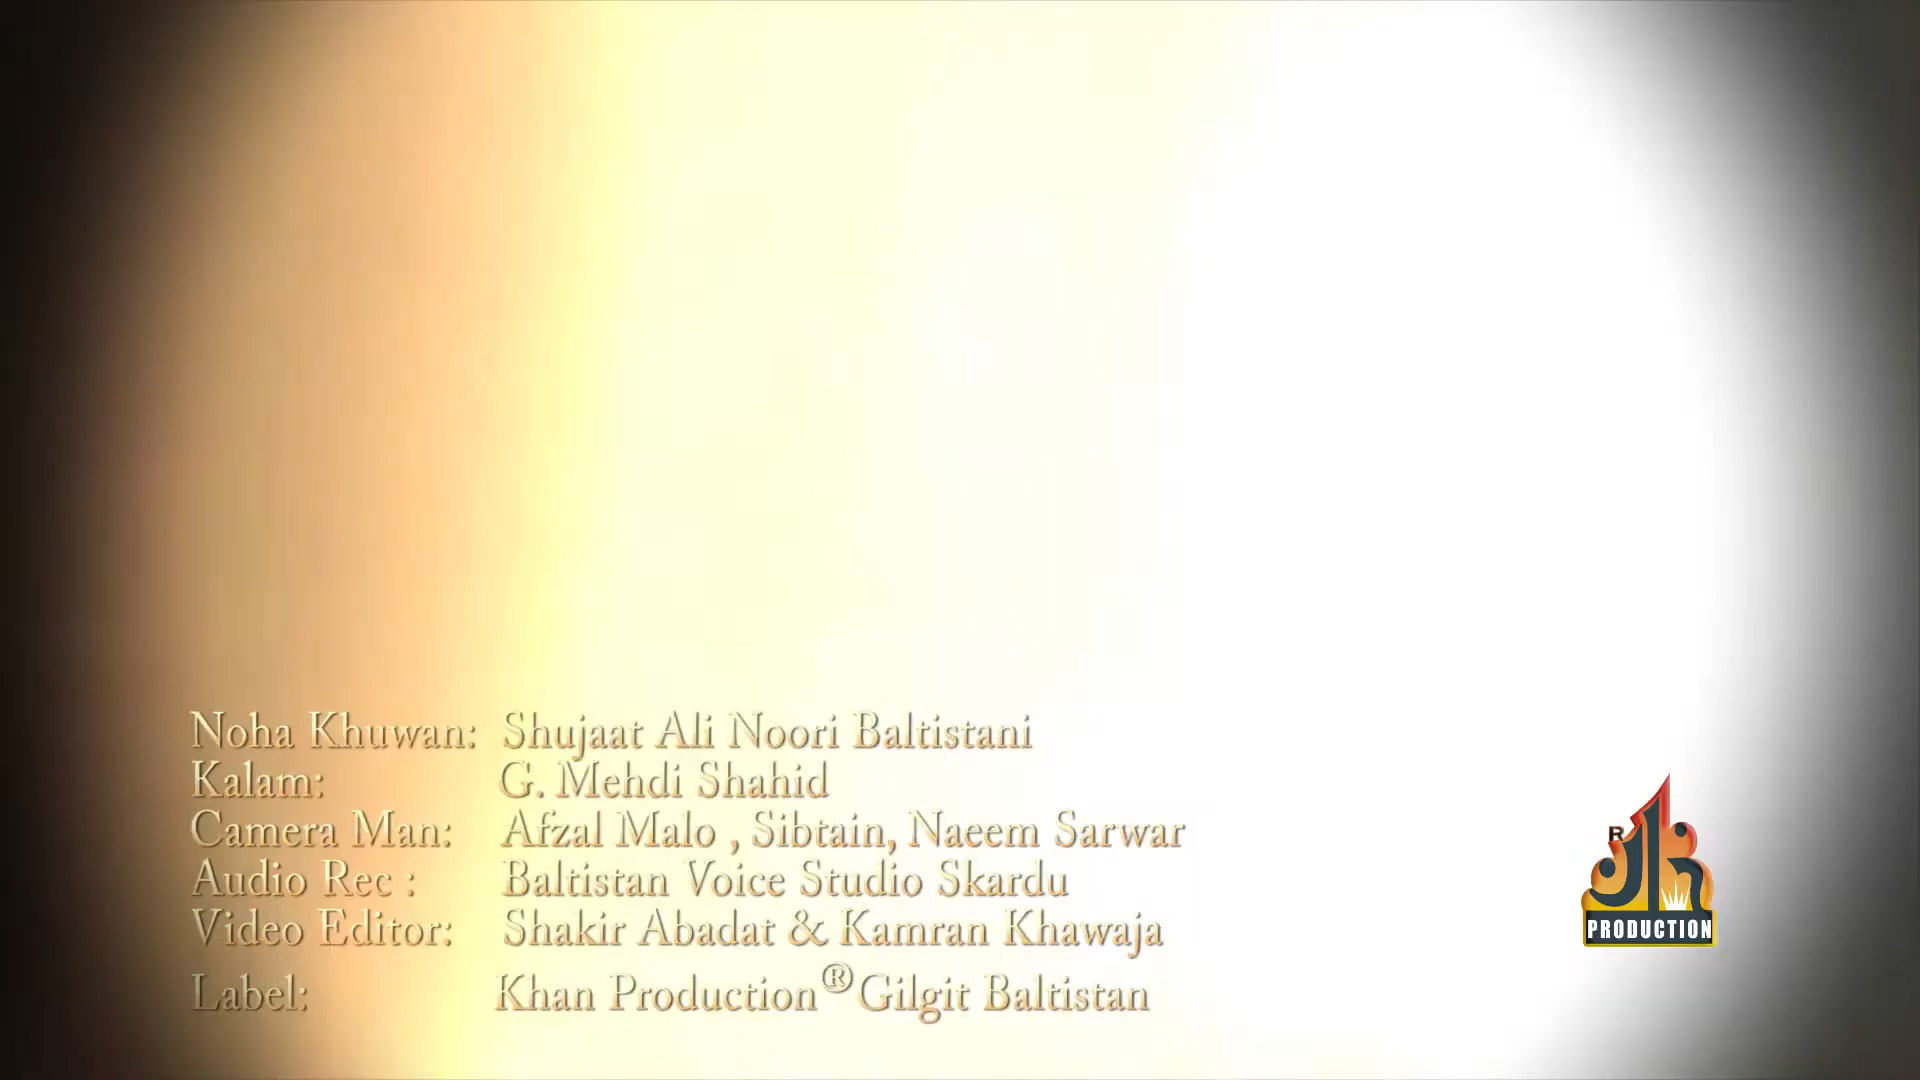 Noha Khuwan: Shujaat Ali Noori Baltistani
Kalam: G. Mehdi Shahid
Camera Man: Afzal Malo , Sibtain, Naeem Sarwar
Audio Rec : Baltistan Voice Studio Skardu
Video Editor: Shakir Abadat & Kamran Khawaja
Label: Khan Production® Gilgit Baltistan
R
PRODUCTION